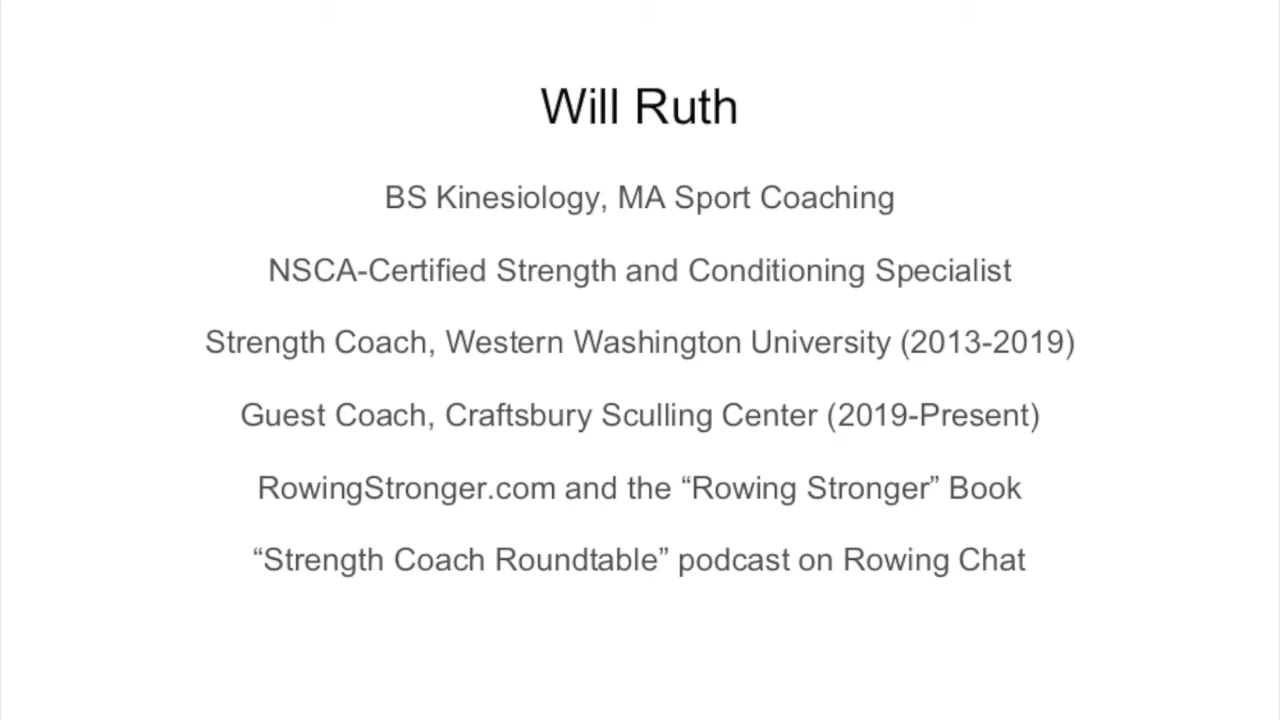 Will Ruth
BS Kinesiology, MA Sport Coaching
NSCA-Certified Strength and Conditioning Specialist
Strength Coach, Western Washington University (2013-2019)
Guest Coach, Craftsbury Sculling Center (2019-Present)
RowingStronger.com and the “Rowing Stronger” Book
“Strength Coach Roundtable” podcast on Rowing Chat